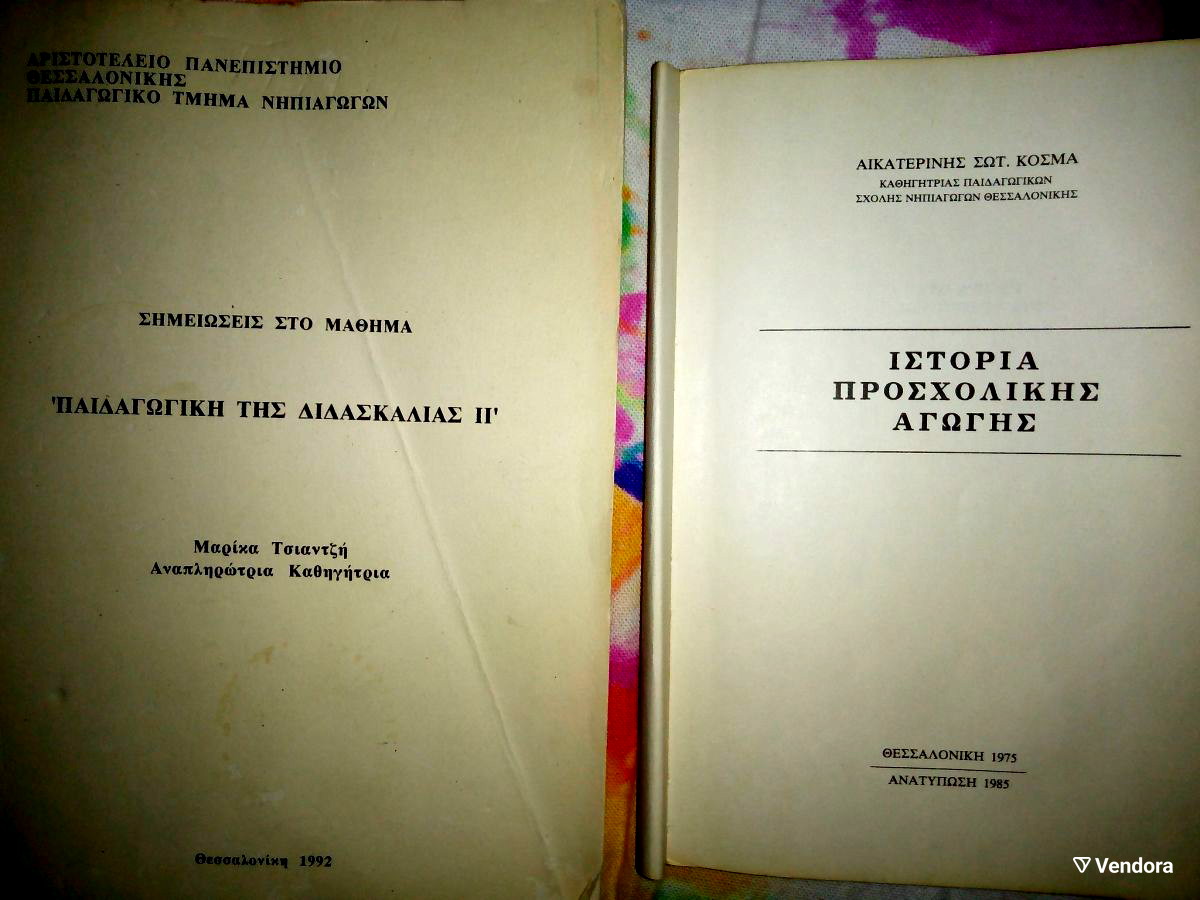 ΑΡΙΣΤΟΤΕΛΕΙΟ ΠΑΝΕΠΙΣΤΗΜΙΟ
ΘΕΣΣΑΛΟΝΙΚΗΣ
ΠΑΙΔΑΓΩΓΙΚΟ ΤΜΗΜΑ ΝΗΠΙΑΓΩΓΩΝ
ΣΗΜΕΙΩΣΕΙΣ ΣΤΟ ΜΑΘΗΜΑ
'ΠΑΙΔΑΓΩΓΙΚΗ ΤΗΣ ΔΙΔΑΣΚΑΛΙΑΣ ΙΙ'
Μαρίκα Τσιαντζή
Αναπληρώτρια Καθηγήτρια
Θεσσαλονίκη 1992
ΑΙΚΑΤΕΡΙΝΗΣ ΣΩΤ. ΚΟΣΜΑ
ΚΑΘΗΓΗΤΡΙΑΣ ΠΑΙΔΑΓΩΓΙΚΩΝ
ΣΧΟΛΗΣ ΝΗΠΙΑΓΩΓΩΝ ΘΕΣΣΑΛΟΝΙΚΗΣ
ΙΣΤΟΡΙΑ
ΠΡΟΣΧΟΛΙΚΗΣ
ΑΓΩΓΗΣ
ΘΕΣΣΑΛΟΝΙΚΗ 1975
ΑΝΑΤΥΠΩΣΗ 1985
Vendora